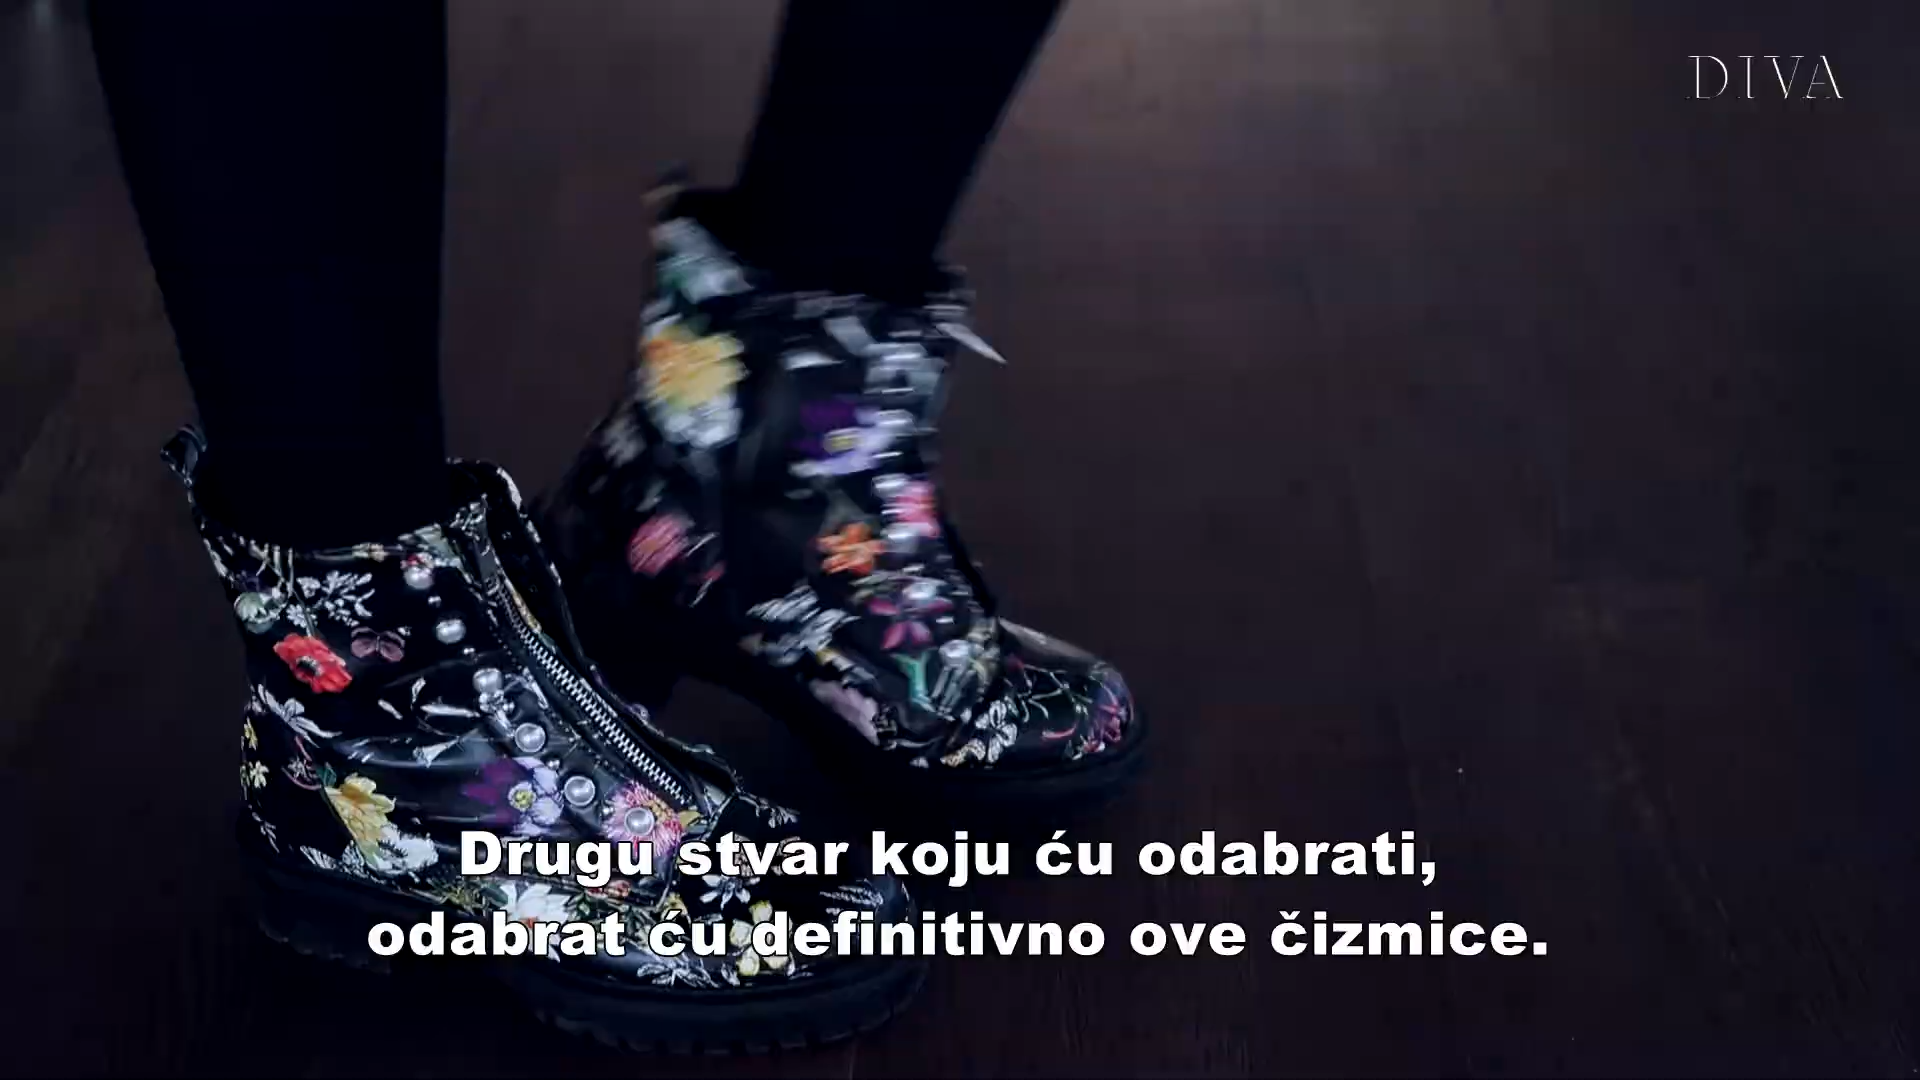 DIVA
Drugu stvar koju ću odabrati,
odabrat ću definitivno ove čizmice.